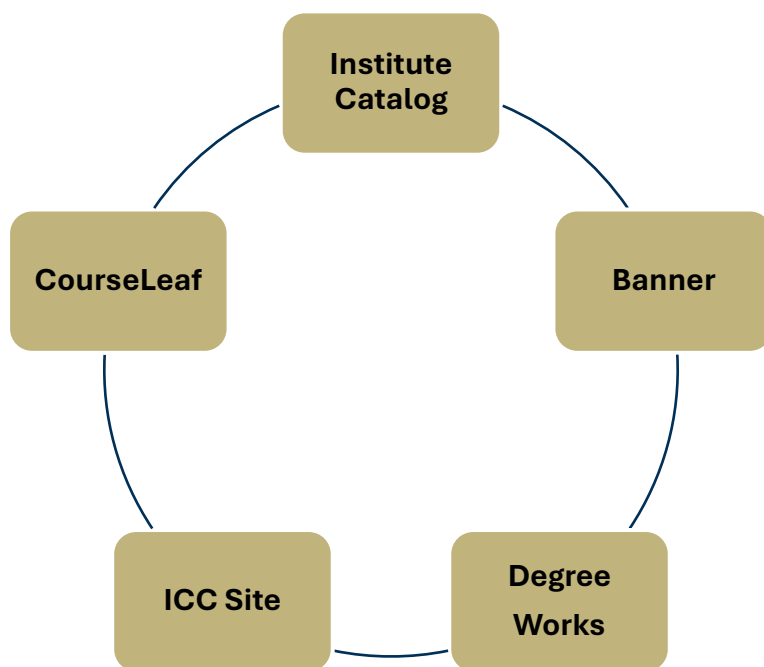 Institute
Catalog
CourseLeaf
Banner
ICC Site
Degree
Works